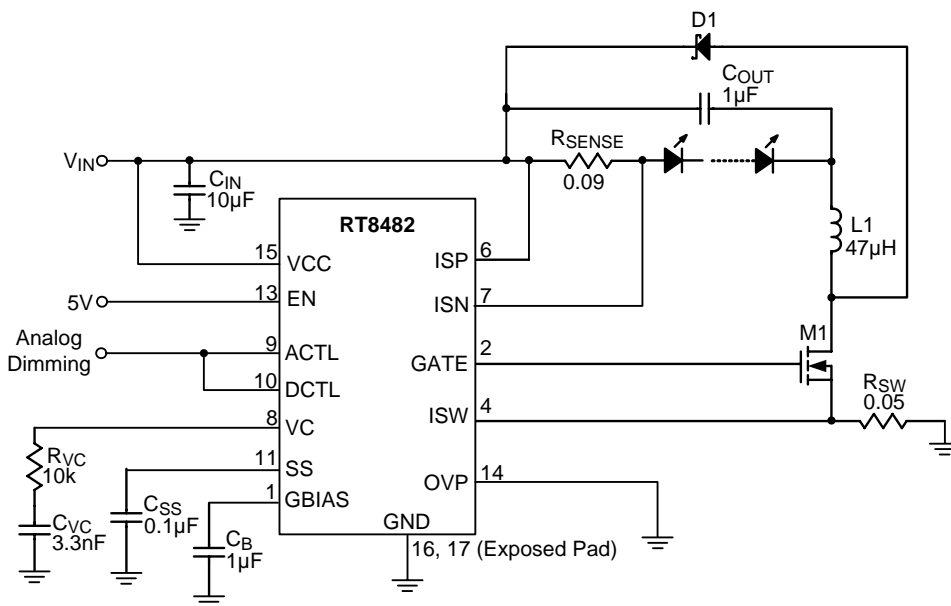 D1
COUT
1µF
RSENSE
0.09
VIN
CIN
10µF
RT8482
L1
47µH
15
VCC
ISP
6
5V
13
EN
ISN
7
Analog
Dimming
9
ACTL
10
DCTL
GATE
2
M1
RSW
0.05
8
VC
ISW
4
RVC
10k
11
SS
OVP
14
1
GBIAS
CSS
0.1µF
CVC
3.3nF
CB
1µF
GND
16, 17 (Exposed Pad)